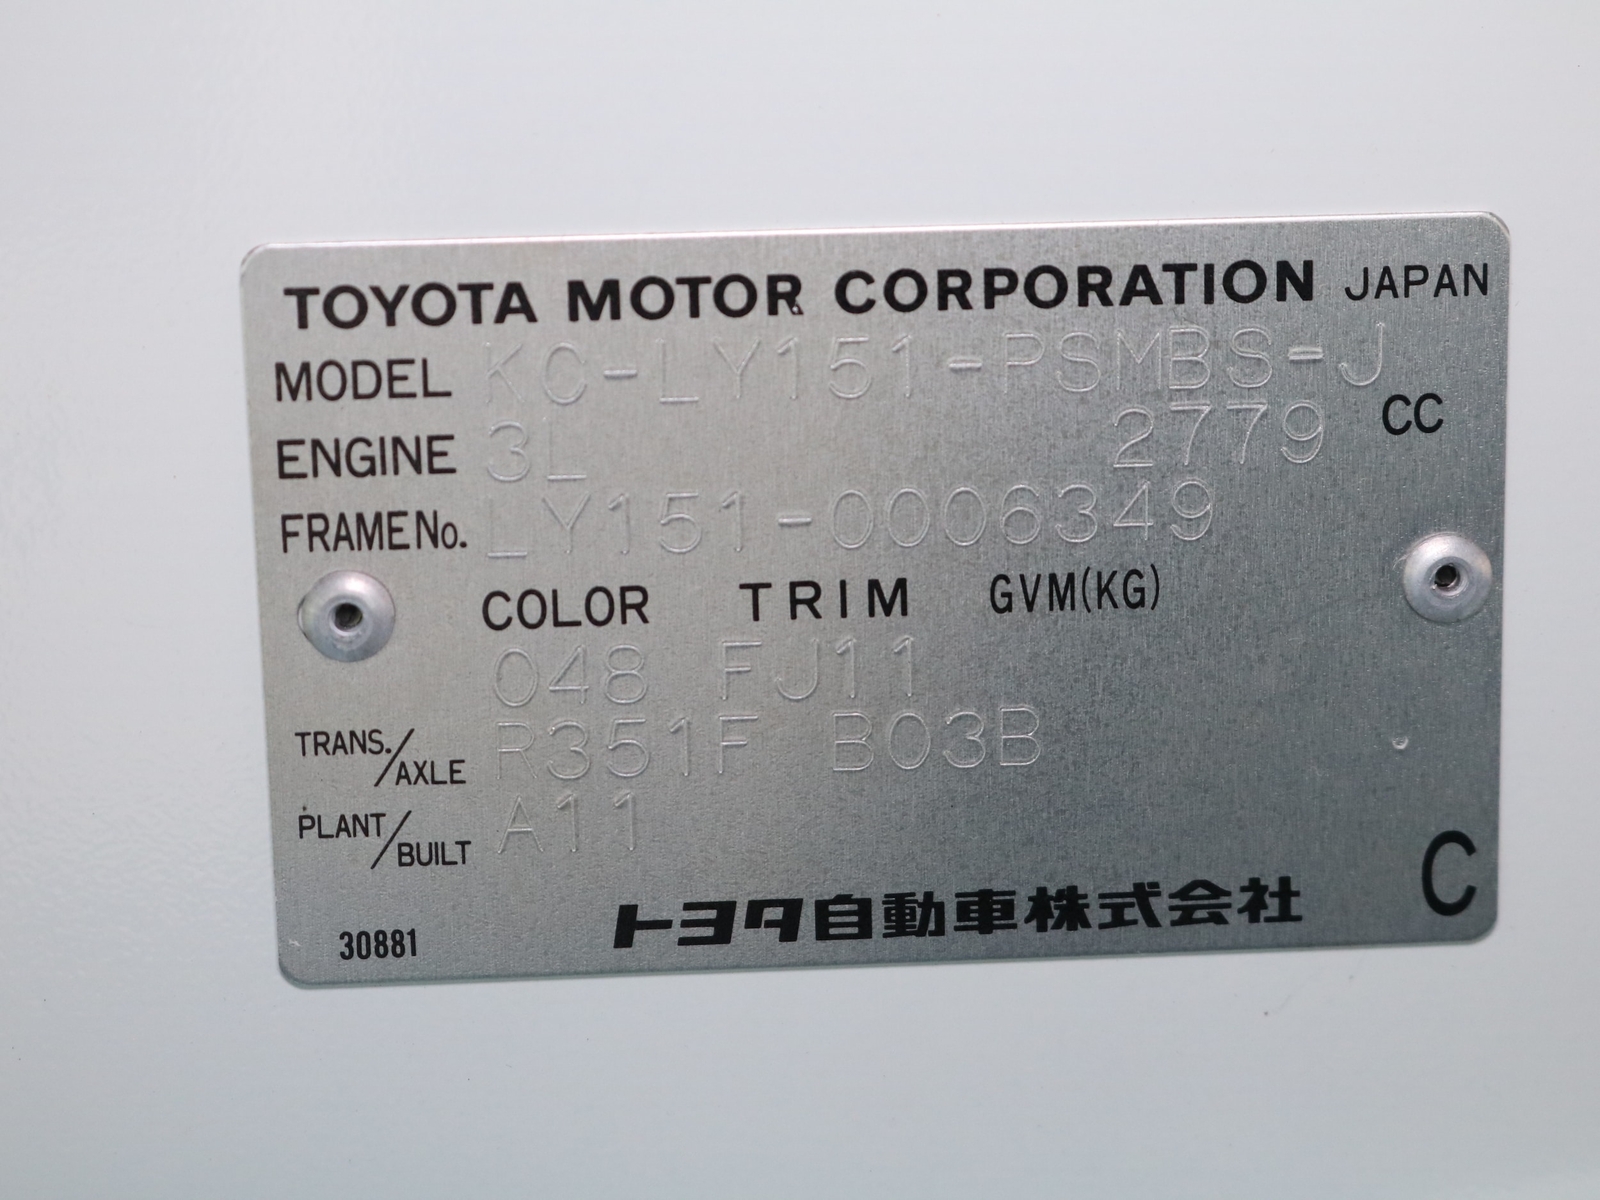 TOYOTA MOTOR CORPORATION JAPAN
MODEL KC-LY151-PSMBS-J
ENGINE 3L 2779 CC
FRAME No. LY151-0006349
COLOR TRIM GVM(KG)
048 FJ11
TRANS./AXLE R351F B03B
PLANT/BUILT A11
トヨタ自動車株式会社 C
30881